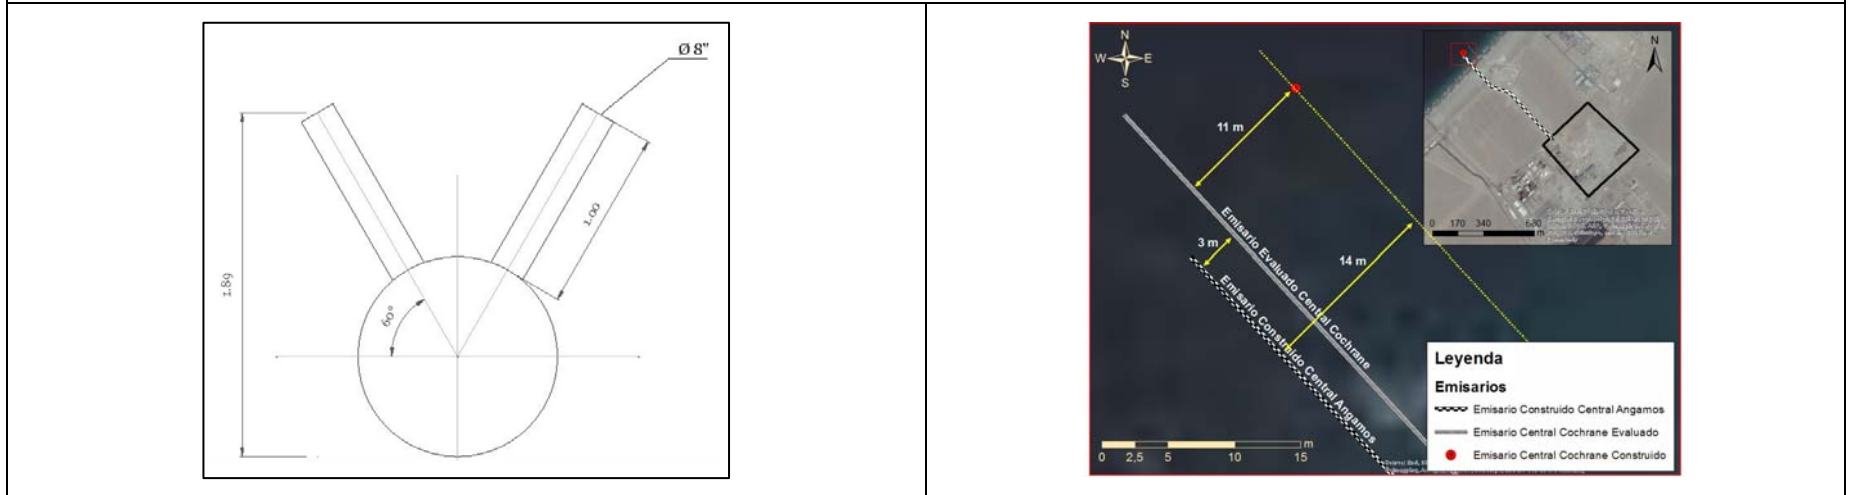 Ø 8"
1.00
1.89
60°
N
W
E
S
N
11 m
3 m
14 m
Emisario Evaluado Central Cochrane
Emisario Construido Central Angamos
0 170 340 680
m
Leyenda
Emisarios
Emisario Construido Central Angamos
Emisario Central Cochrane Evaluado
Emisario Central Cochrane Construido
m
0 2,5 5 10 15